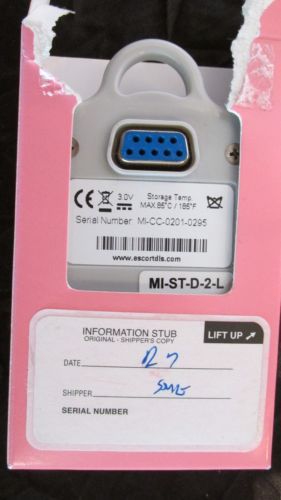 3.0V
Storage Temp.
MAX.85°C / 185°F
Serial Number: MI-CC-0201-0295
www.escortdls.com
MI-ST-D-2-L
INFORMATION STUB
ORIGINAL - SHIPPER'S COPY
LIFT UP
DATE
SHIPPER
SERIAL NUMBER